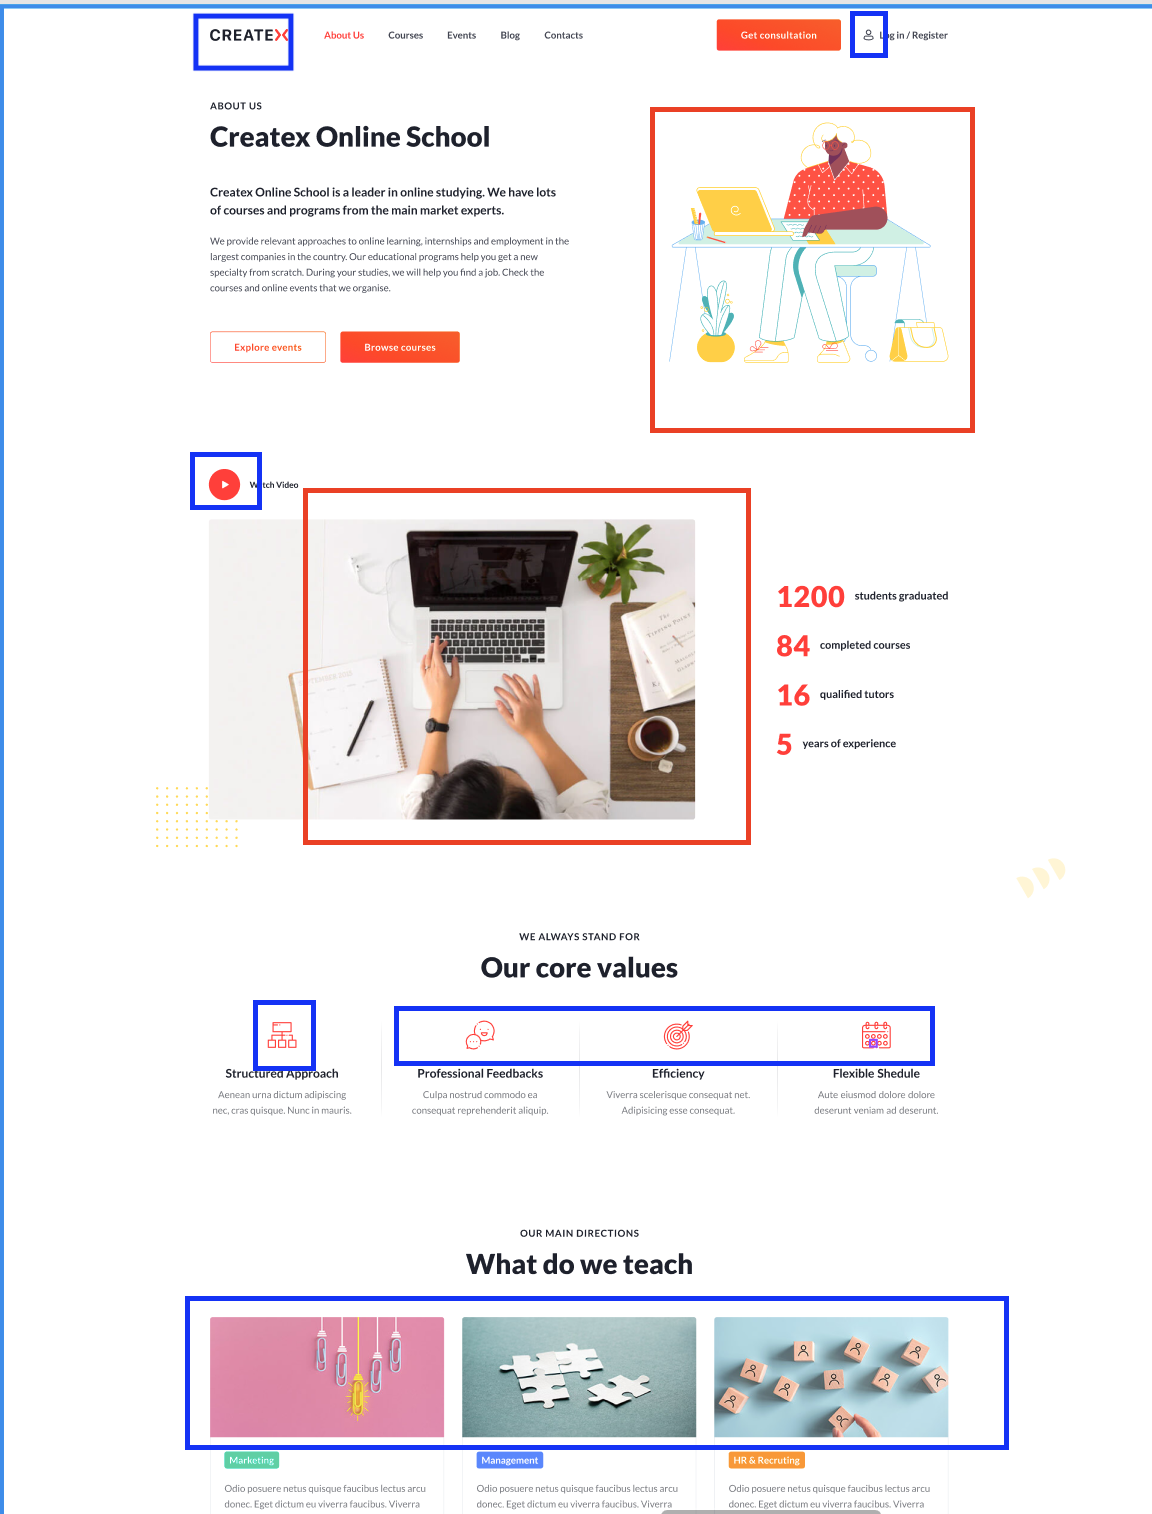 CREATEX
About Us
Courses
Events
Blog
Contacts
Get consultation
Log in / Register
ABOUT US
Createx Online School
Createx Online School is a leader in online studying. We have lots
of courses and programs from the main market experts.
We provide relevant approaches to online learning, internships and employment in the
largest companies in the country. Our educational programs help you get a new
specialty from scratch. During your studies, we will help you find a job. Check the
courses and online events that we organise.
Explore events
Browse courses
Watch Video
1200 students graduated
84 completed courses
16 qualified tutors
5 years of experience
WE ALWAYS STAND FOR
Our core values
Structured Approach
Aenean urna dictum adipiscing
nec, cras quisque. Nunc in mauris.
Professional Feedbacks
Culpa nostrud commodo ea
consequat reprehenderit aliquip.
Efficiency
Viverra scelerisque consequat net.
Adipisicing esse consequat.
Flexible Shedule
Aute eiusmod dolore dolore
deserunt veniam ad deserunt.
OUR MAIN DIRECTIONS
What do we teach
Marketing
Odio posuere netus quisque faucibus lectus arcu
donec. Eget dictum eu viverra faucibus. Viverra
Management
Odio posuere netus quisque faucibus lectus arcu
donec. Eget dictum eu viverra faucibus. Viverra
HR & Recruting
Odio posuere netus quisque faucibus lectus arcu
donec. Eget dictum eu viverra faucibus. Viverra